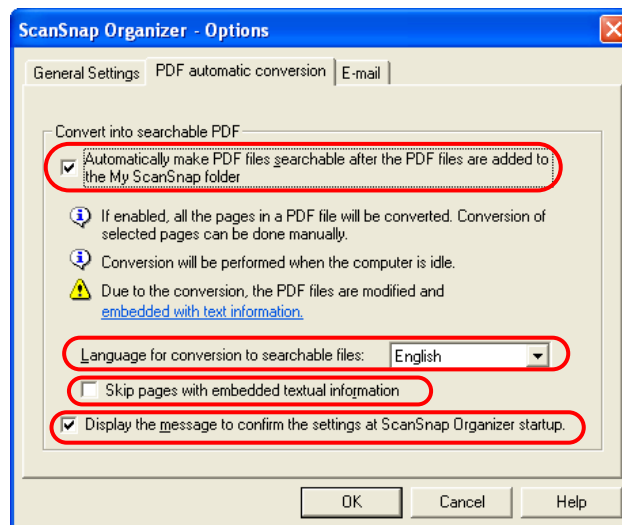 ScanSnap Organizer - Options
General Settings PDF automatic conversion E-mail
Convert into searchable PDF
Automatically make PDF files searchable after the PDF files are added to
the My ScanSnap folder
If enabled, all the pages in a PDF file will be converted. Conversion of
selected pages can be done manually.
Conversion will be performed when the computer is idle.
Due to the conversion, the PDF files are modified and
embedded with text information.
Language for conversion to searchable files: English
Skip pages with embedded textual information
Display the message to confirm the settings at ScanSnap Organizer startup.
OK Cancel Help